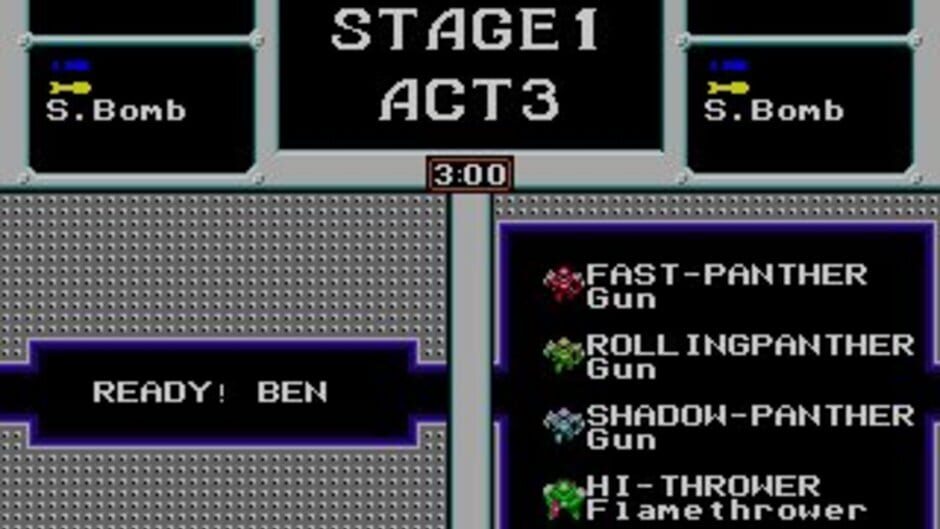 STAGE1
ACT3
S.Bomb
S.Bomb
3:00
READY! BEN
FAST-PANTHER
Gun
ROLLINGPANTHER
Gun
SHADOW-PANTHER
Gun
HI-THROWER
Flamethrower